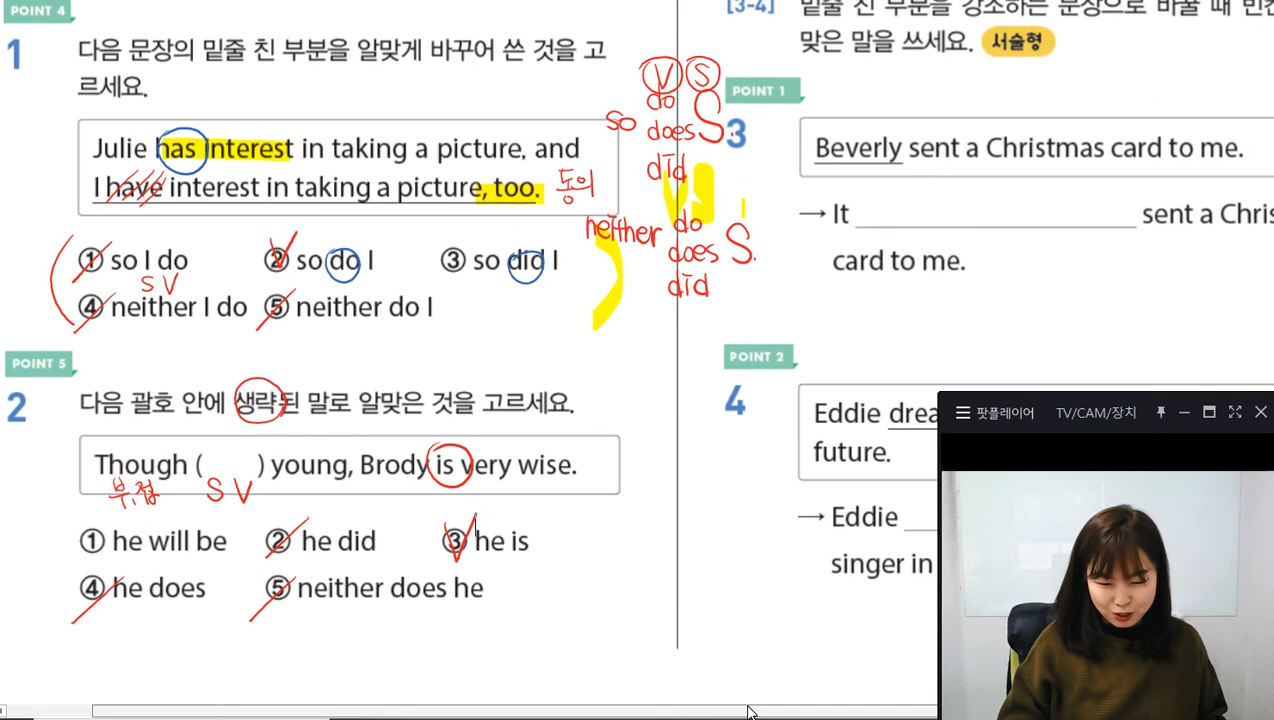 POINT 4
1 다음 문장의 밑줄 친 부분을 알맞게 바꾸어 쓴 것을 고
르세요.
Julie has interest in taking a picture, and
I have interest in taking a picture, too. 동의
① so I do ② so do I ③ so did I
S V
④ neither I do ⑤ neither do I
V S
do
so does S.
did
neither do
does S.
did
POINT 5
2 다음 괄호 안에 생략된 말로 알맞은 것을 고르세요.
Though ( ) young, Brody is very wise.
부.접 S V
① he will be ② he did ③ he is
④ he does ⑤ neither does he
[3-4] 밑줄 친 부분을 강조하는 문장으로 바꿀 때 빈칸
맞은 말을 쓰세요. 서술형
POINT 1
3 Beverly sent a Christmas card to me.
→ It sent a Chris
card to me.
POINT 2
4 Eddie drea
future.
→ Eddie
singer in
팟플레이어 TV/CAM/장치